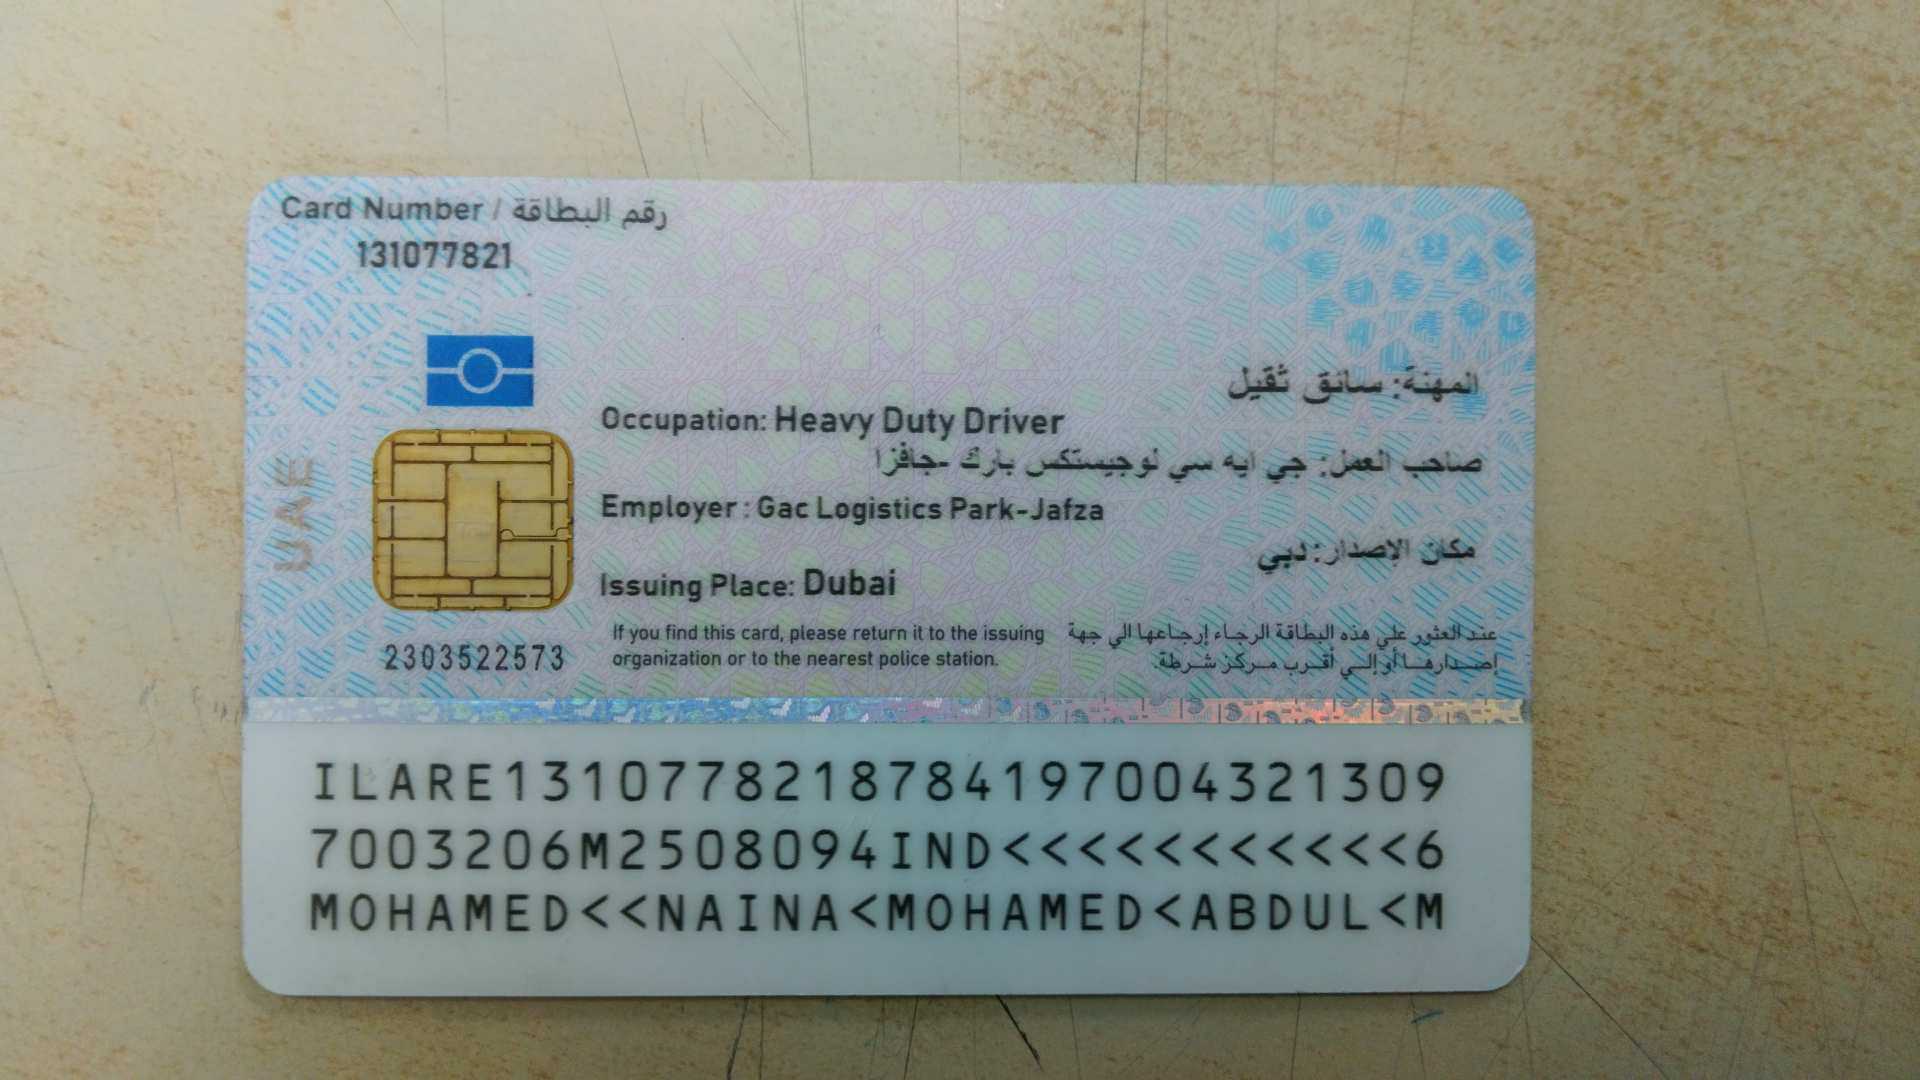 Card Number / رقم البطاقة
131077821
المهنة: سائق ثقيل
Occupation: Heavy Duty Driver
صاحب العمل: جي ايه سي لوجيستكس بارك -جافزا
Employer : Gac Logistics Park-Jafza
مكان الإصدار: دبي
Issuing Place: Dubai
UAE
2303522573
If you find this card, please return it to the issuing
organization or to the nearest police station.
عند العثور علي هذه البطاقة الرجاء إرجاعها الي جهة
إصدارها أو إلي أقرب مركز شرطة.
ILARE1310778218784197004321309
7003206M2508094IND<<<<<<<<<<<6
MOHAMED<<NAINA<MOHAMED<ABDUL<M